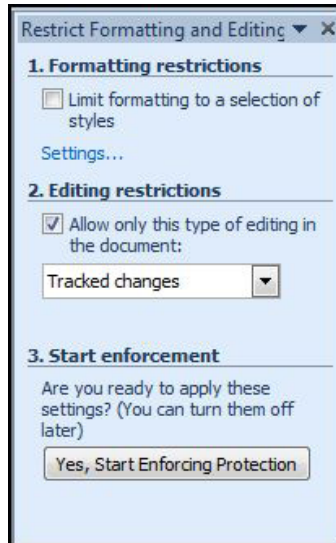 Restrict Formatting and Editing
1. Formatting restrictions
Limit formatting to a selection of
styles
Settings...
2. Editing restrictions
Allow only this type of editing in
the document:
Tracked changes
3. Start enforcement
Are you ready to apply these
settings? (You can turn them off
later)
Yes, Start Enforcing Protection